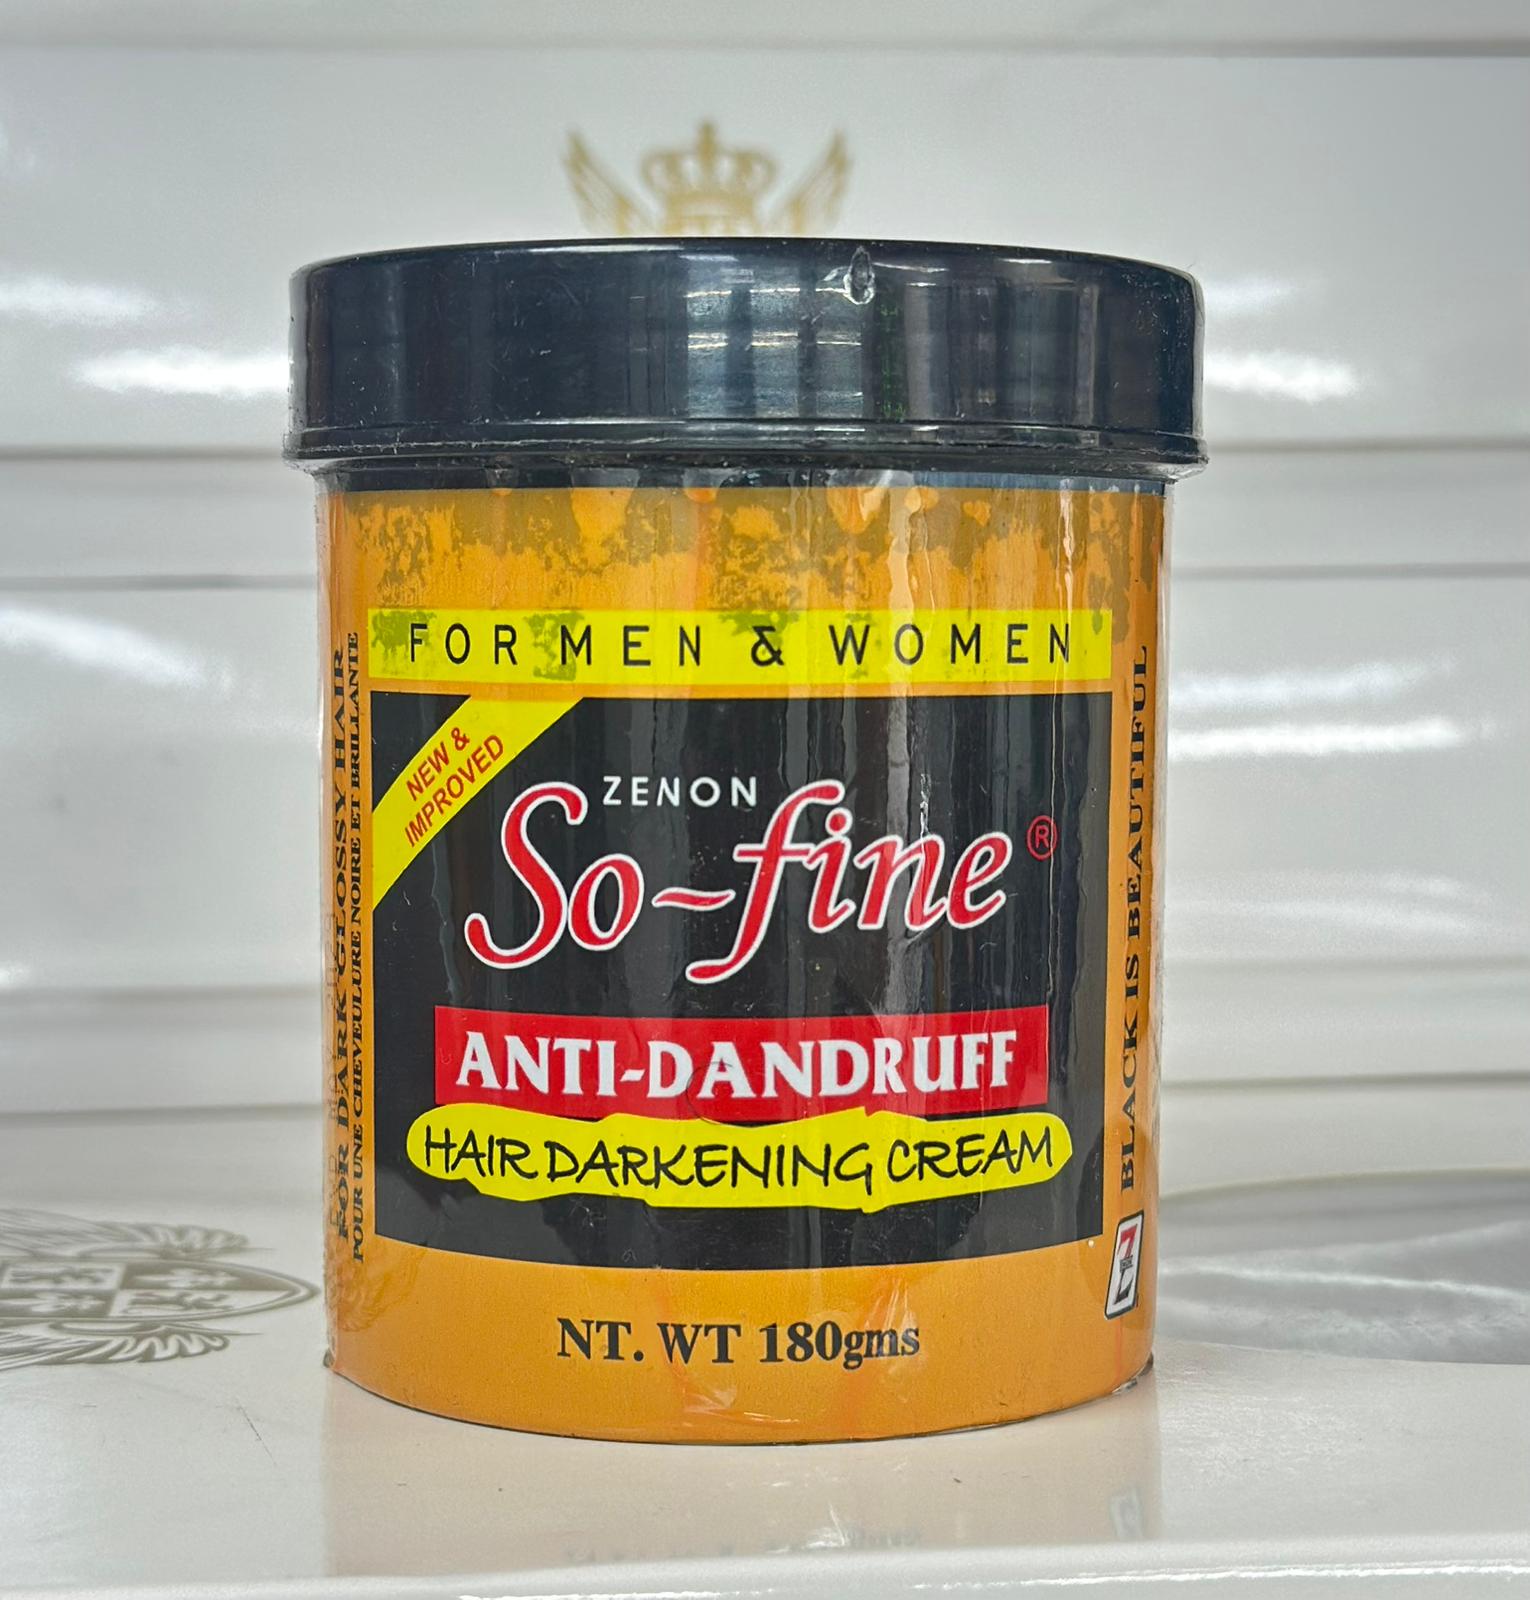 FOR MEN & WOMEN
NEW &
IMPROVED
ZENON
So~fine®
ANTI-DANDRUFF
HAIR DARKENING CREAM
NT. WT 180gms
FOR DARK GLOSSY HAIR
POUR UNE CHEVEULURE NOIRE ET BRILLANTE
BLACK IS BEAUTIFUL